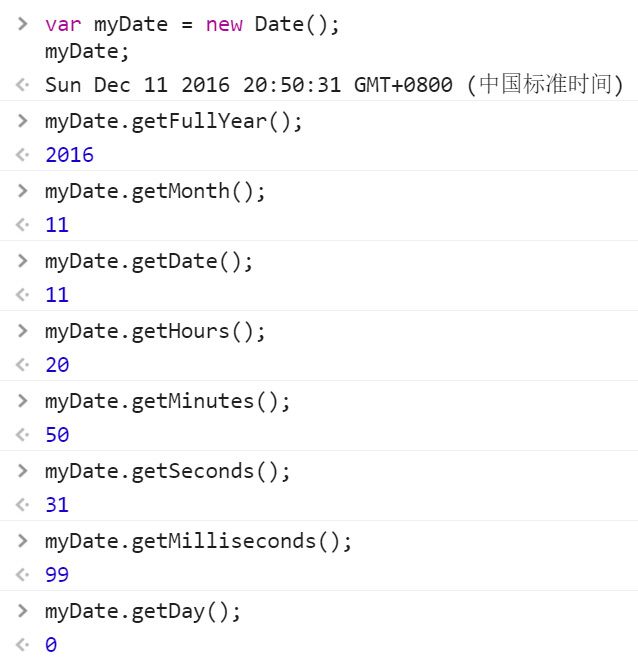 > var myDate = new Date();
myDate;
Sun Dec 11 2016 20:50:31 GMT+0800 (中国标准时间)
> myDate.getFullYear();
2016
> myDate.getMonth();
11
> myDate.getDate();
11
> myDate.getHours();
20
> myDate.getMinutes();
50
> myDate.getSeconds();
31
> myDate.getMilliseconds();
99
> myDate.getDay();
0